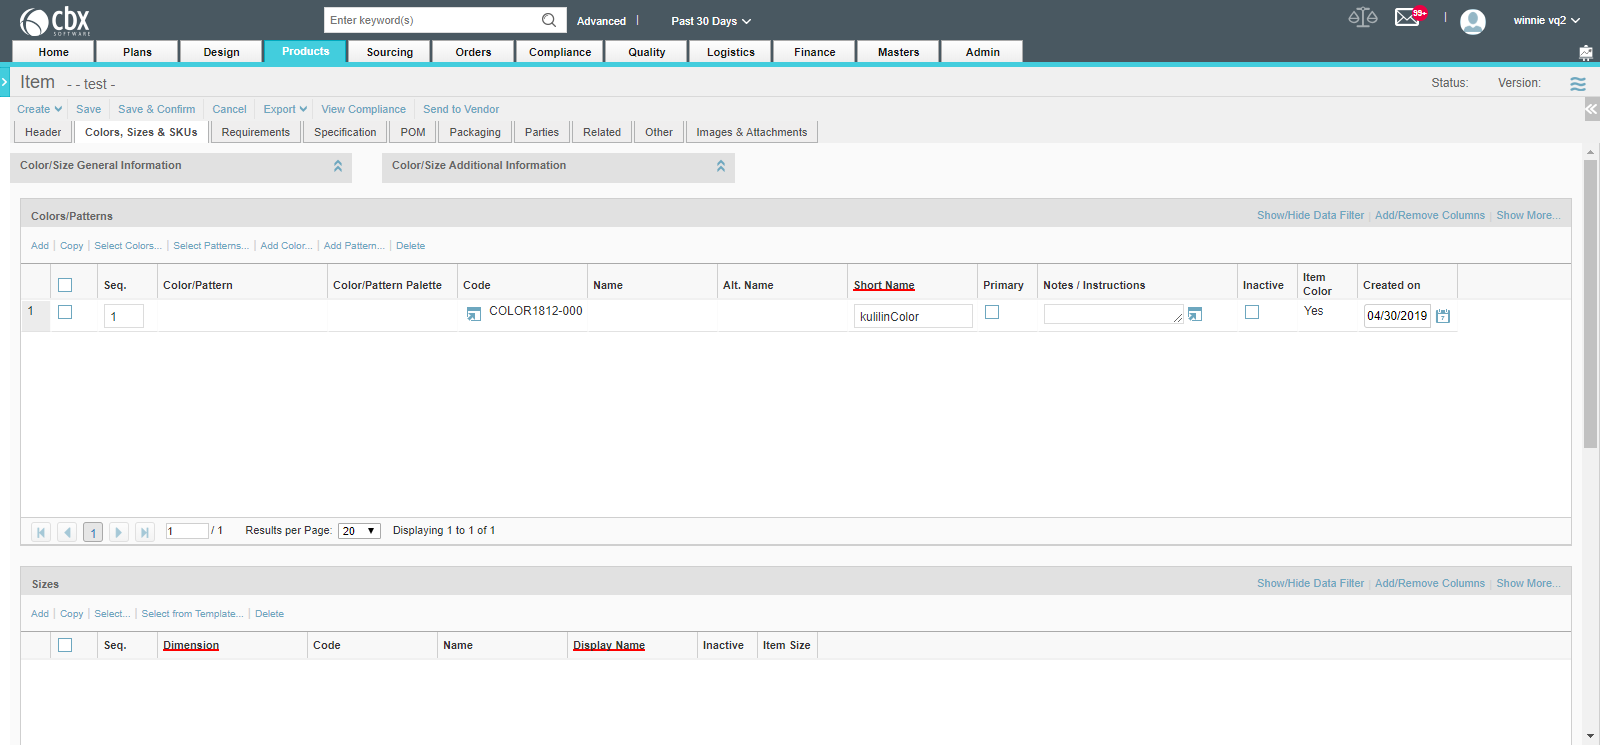 cbx
SOFTWARE
Enter keyword(s)
Advanced
Past 30 Days
99+
winnie vq2
Home
Plans
Design
Products
Sourcing
Orders
Compliance
Quality
Logistics
Finance
Masters
Admin
Item - - test -
Status:
Version:
Create
Save
Save & Confirm
Cancel
Export
View Compliance
Send to Vendor
Header
Colors, Sizes & SKUs
Requirements
Specification
POM
Packaging
Parties
Related
Other
Images & Attachments
Color/Size General Information
Color/Size Additional Information
Colors/Patterns
Show/Hide Data Filter | Add/Remove Columns | Show More...
Add | Copy | Select Colors... | Select Patterns... | Add Color... | Add Pattern... | Delete
Seq.
Color/Pattern
Color/Pattern Palette
Code
Name
Alt. Name
Short Name
Primary
Notes / Instructions
Inactive
Item
Color
Created on
1
1
COLOR1812-000
kulilinColor
Yes
04/30/2019
7
1
1 / 1
Results per Page: 20
Displaying 1 to 1 of 1
Sizes
Show/Hide Data Filter | Add/Remove Columns | Show More...
Add | Copy | Select... | Select from Template... | Delete
Seq.
Dimension
Code
Name
Display Name
Inactive
Item Size